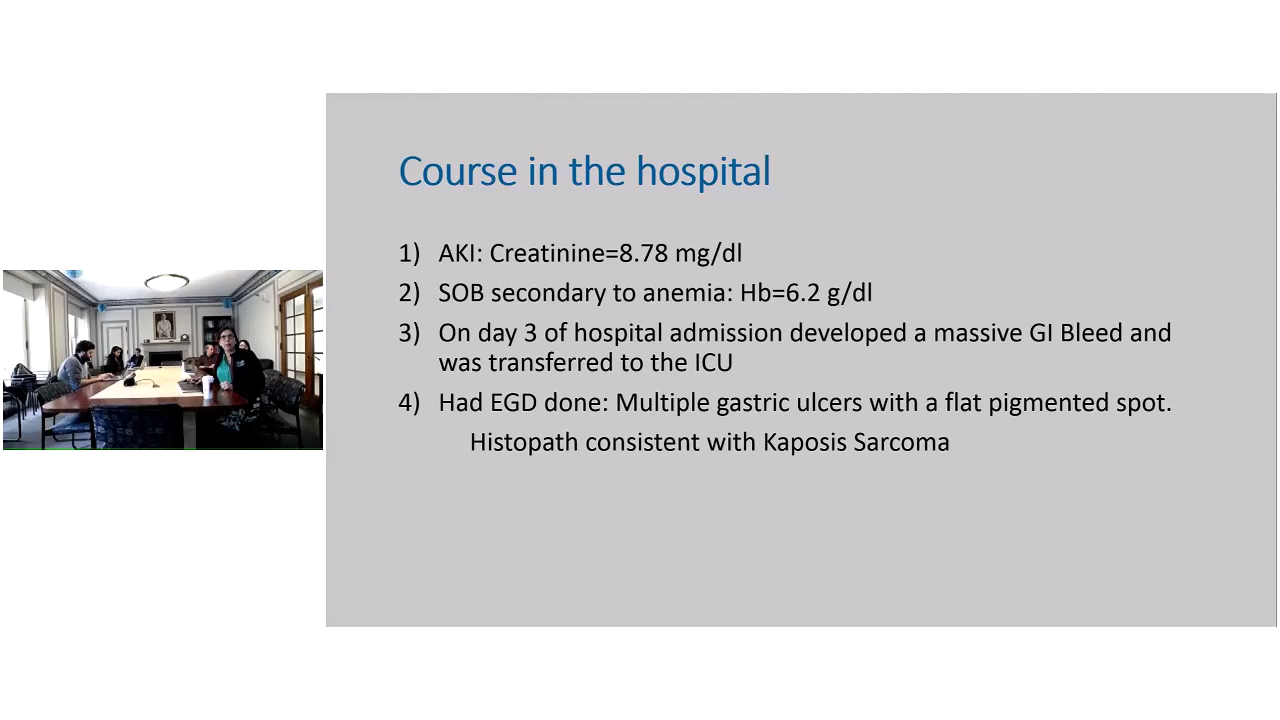 Course in the hospital
1) AKI: Creatinine=8.78 mg/dl
2) SOB secondary to anemia: Hb=6.2 g/dl
3) On day 3 of hospital admission developed a massive GI Bleed and
was transferred to the ICU
4) Had EGD done: Multiple gastric ulcers with a flat pigmented spot.
Histopath consistent with Kaposis Sarcoma